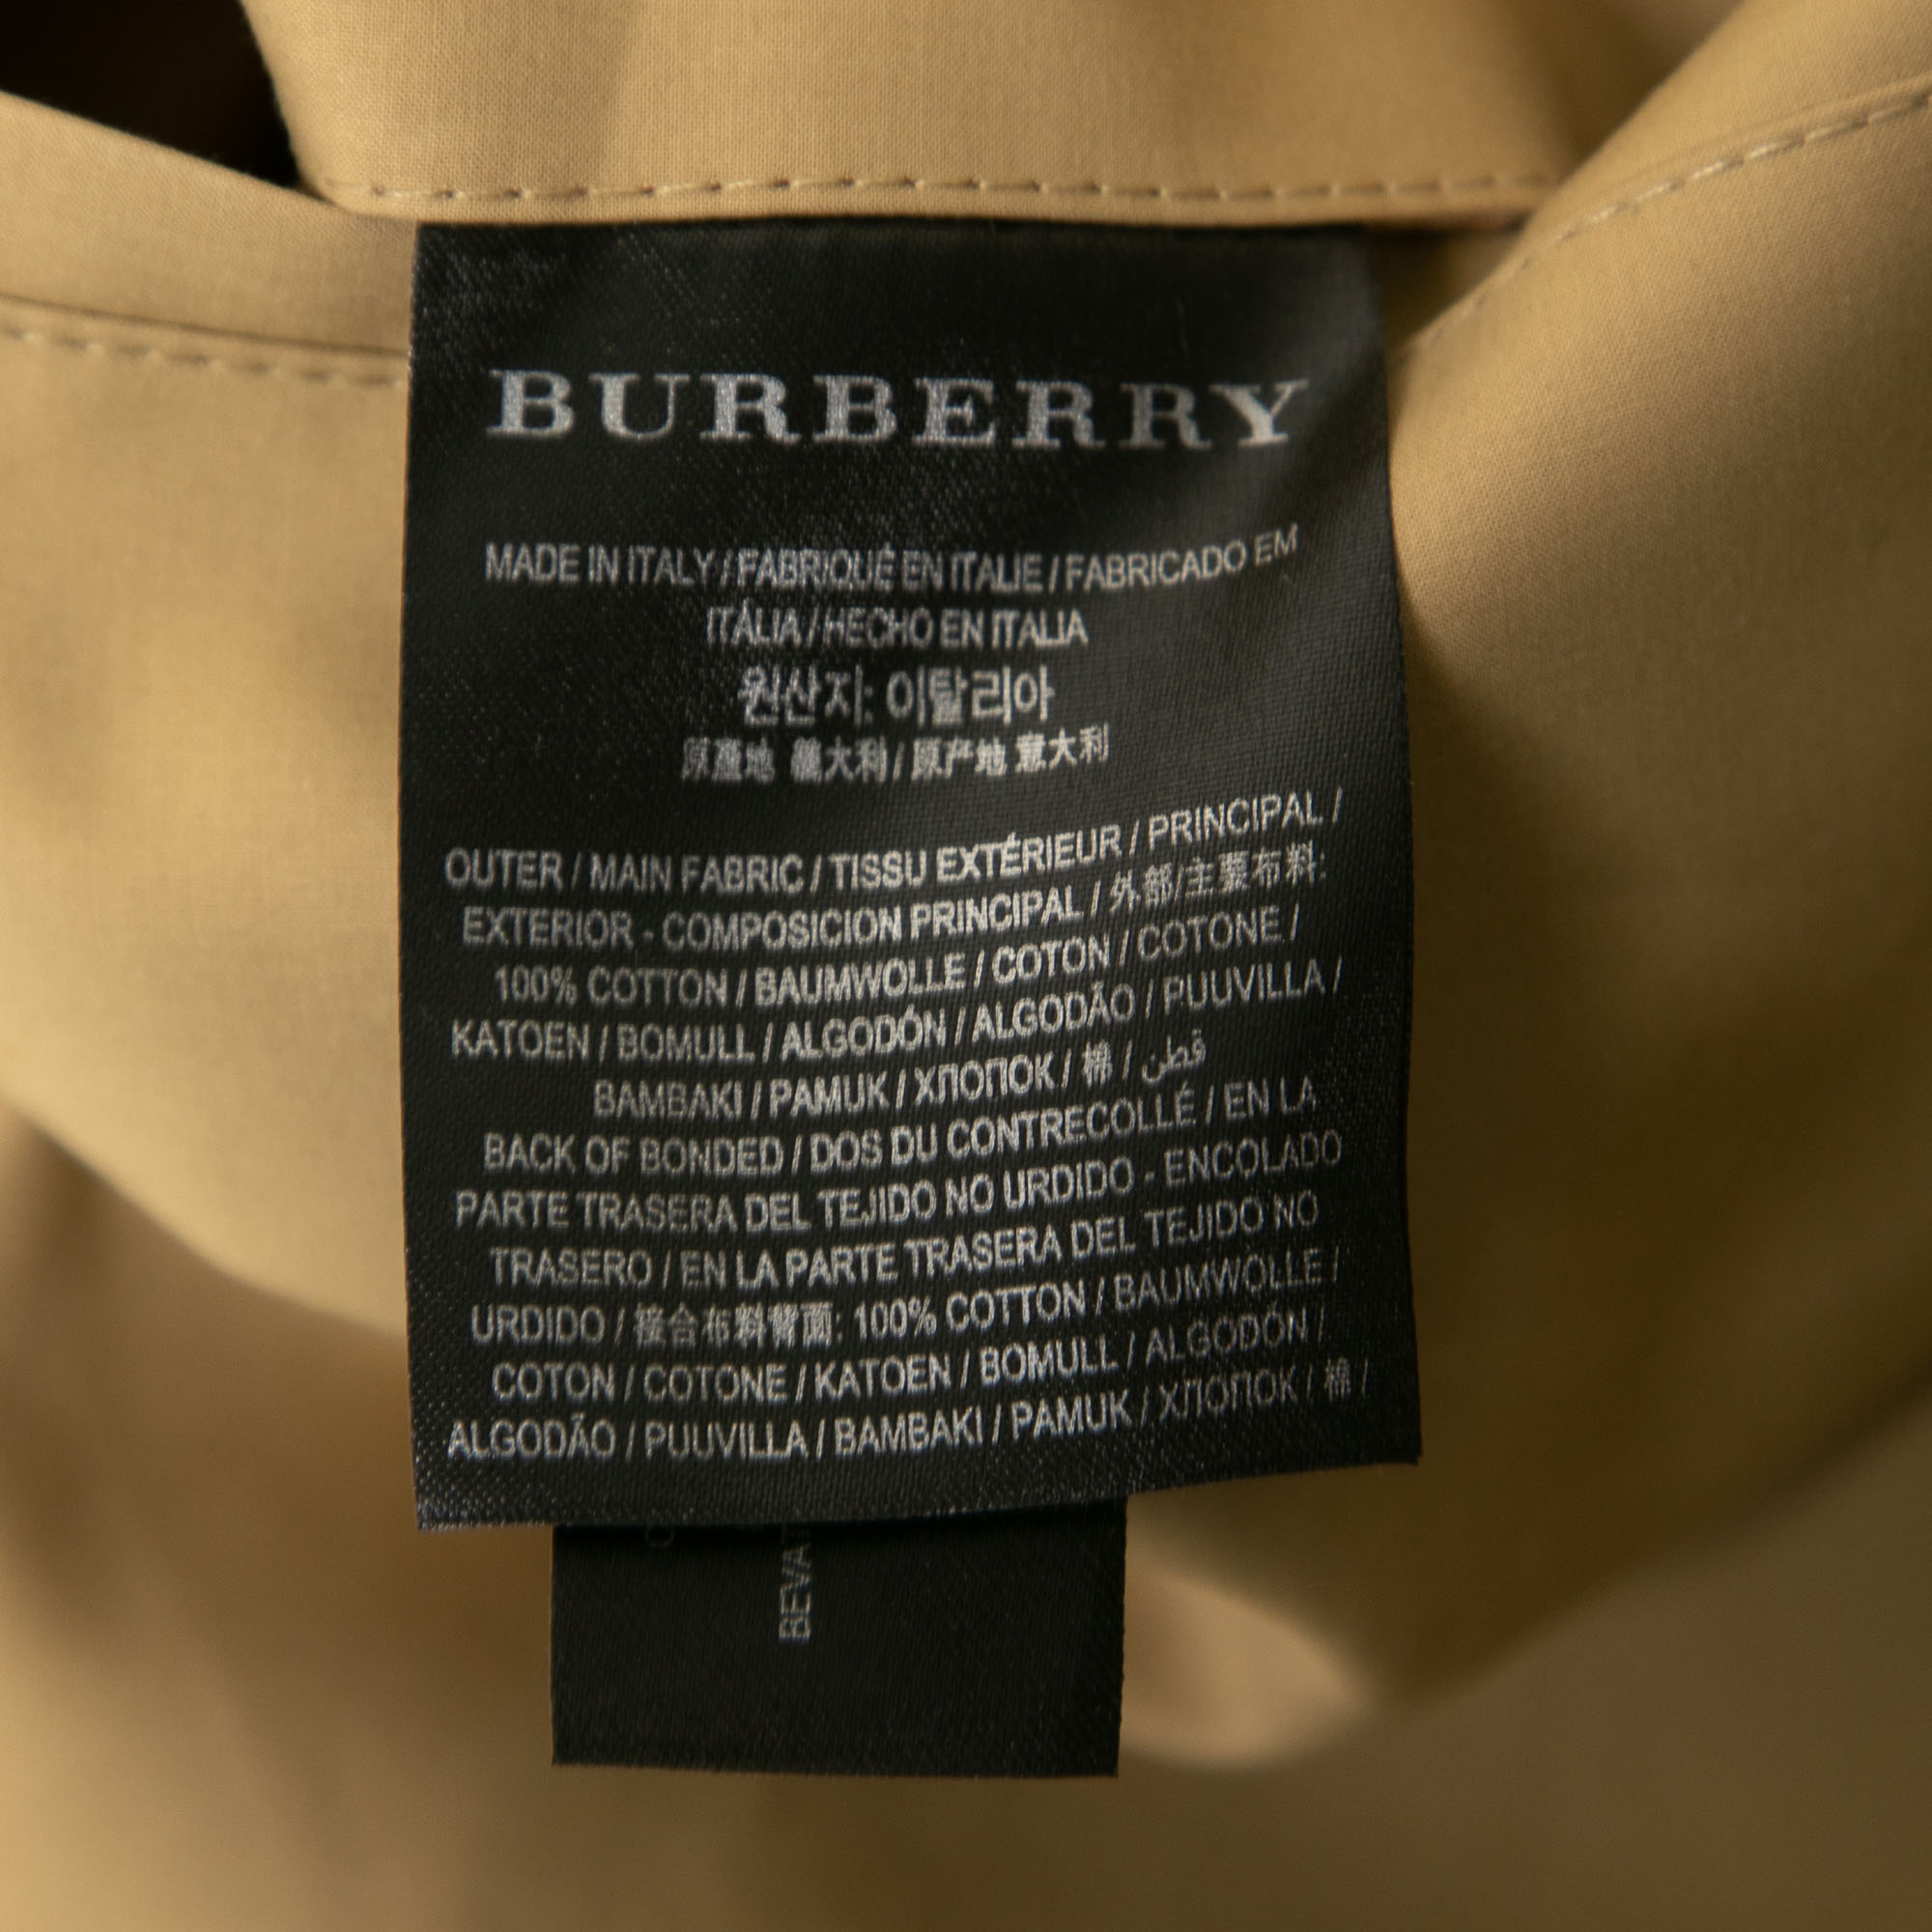 BURBERRY
MADE IN ITALY / FABRIQUÉ EN ITALIE / FABRICADO EM
ITÁLIA / HECHO EN ITALIA
원산지: 이탈리아
原產地 義大利 / 原产地 意大利
OUTER / MAIN FABRIC / TISSU EXTÉRIEUR / PRINCIPAL /
EXTERIOR - COMPOSICION PRINCIPAL / 外部/主要布料:
100% COTTON / BAUMWOLLE / COTON / COTONE /
KATOEN / BOMULL / ALGODÓN / ALGODÃO / PUUVILLA /
BAMBAKI / PAMUK / ХЛОПОК / 棉 / قطن
BACK OF BONDED / DOS DU CONTRECOLLÉ / EN LA
PARTE TRASERA DEL TEJIDO NO URDIDO - ENCOLADO
TRASERO / EN LA PARTE TRASERA DEL TEJIDO NO
URDIDO / 接合布料背面: 100% COTTON / BAUMWOLLE /
COTON / COTONE / KATOEN / BOMULL / ALGODÓN /
ALGODÃO / PUUVILLA / BAMBAKI / PAMUK / ХЛОПОК / 棉 /
BEVA